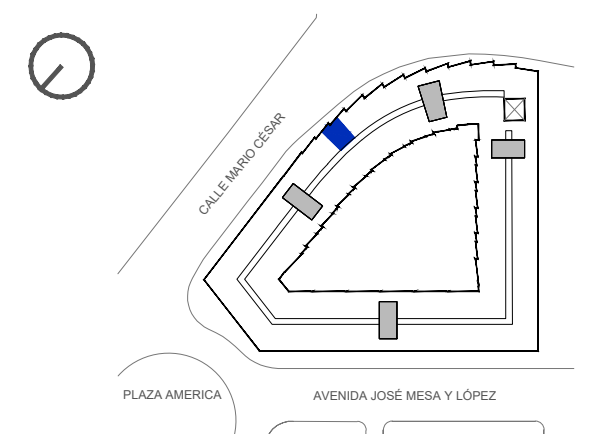 CALLE MARIO CÉSAR
PLAZA AMERICA
AVENIDA JOSÉ MESA Y LÓPEZ